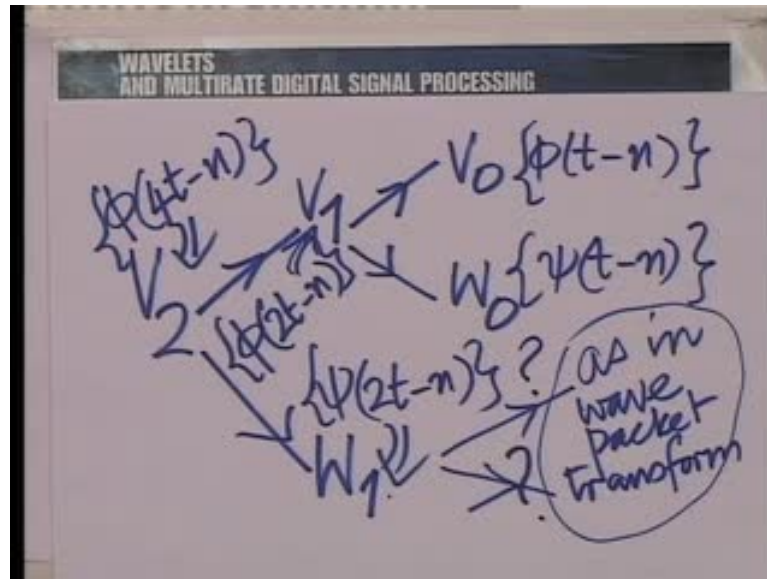 WAVELETS
AND MULTIRATE DIGITAL SIGNAL PROCESSING
{ϕ(4t-n)}
V2
V1
{ϕ(2t-n)}
V0 {ϕ(t-n)}
W0 {ψ(t-n)}
{ψ(2t-n)}
W1
?
?
as in
wave
packet
transform